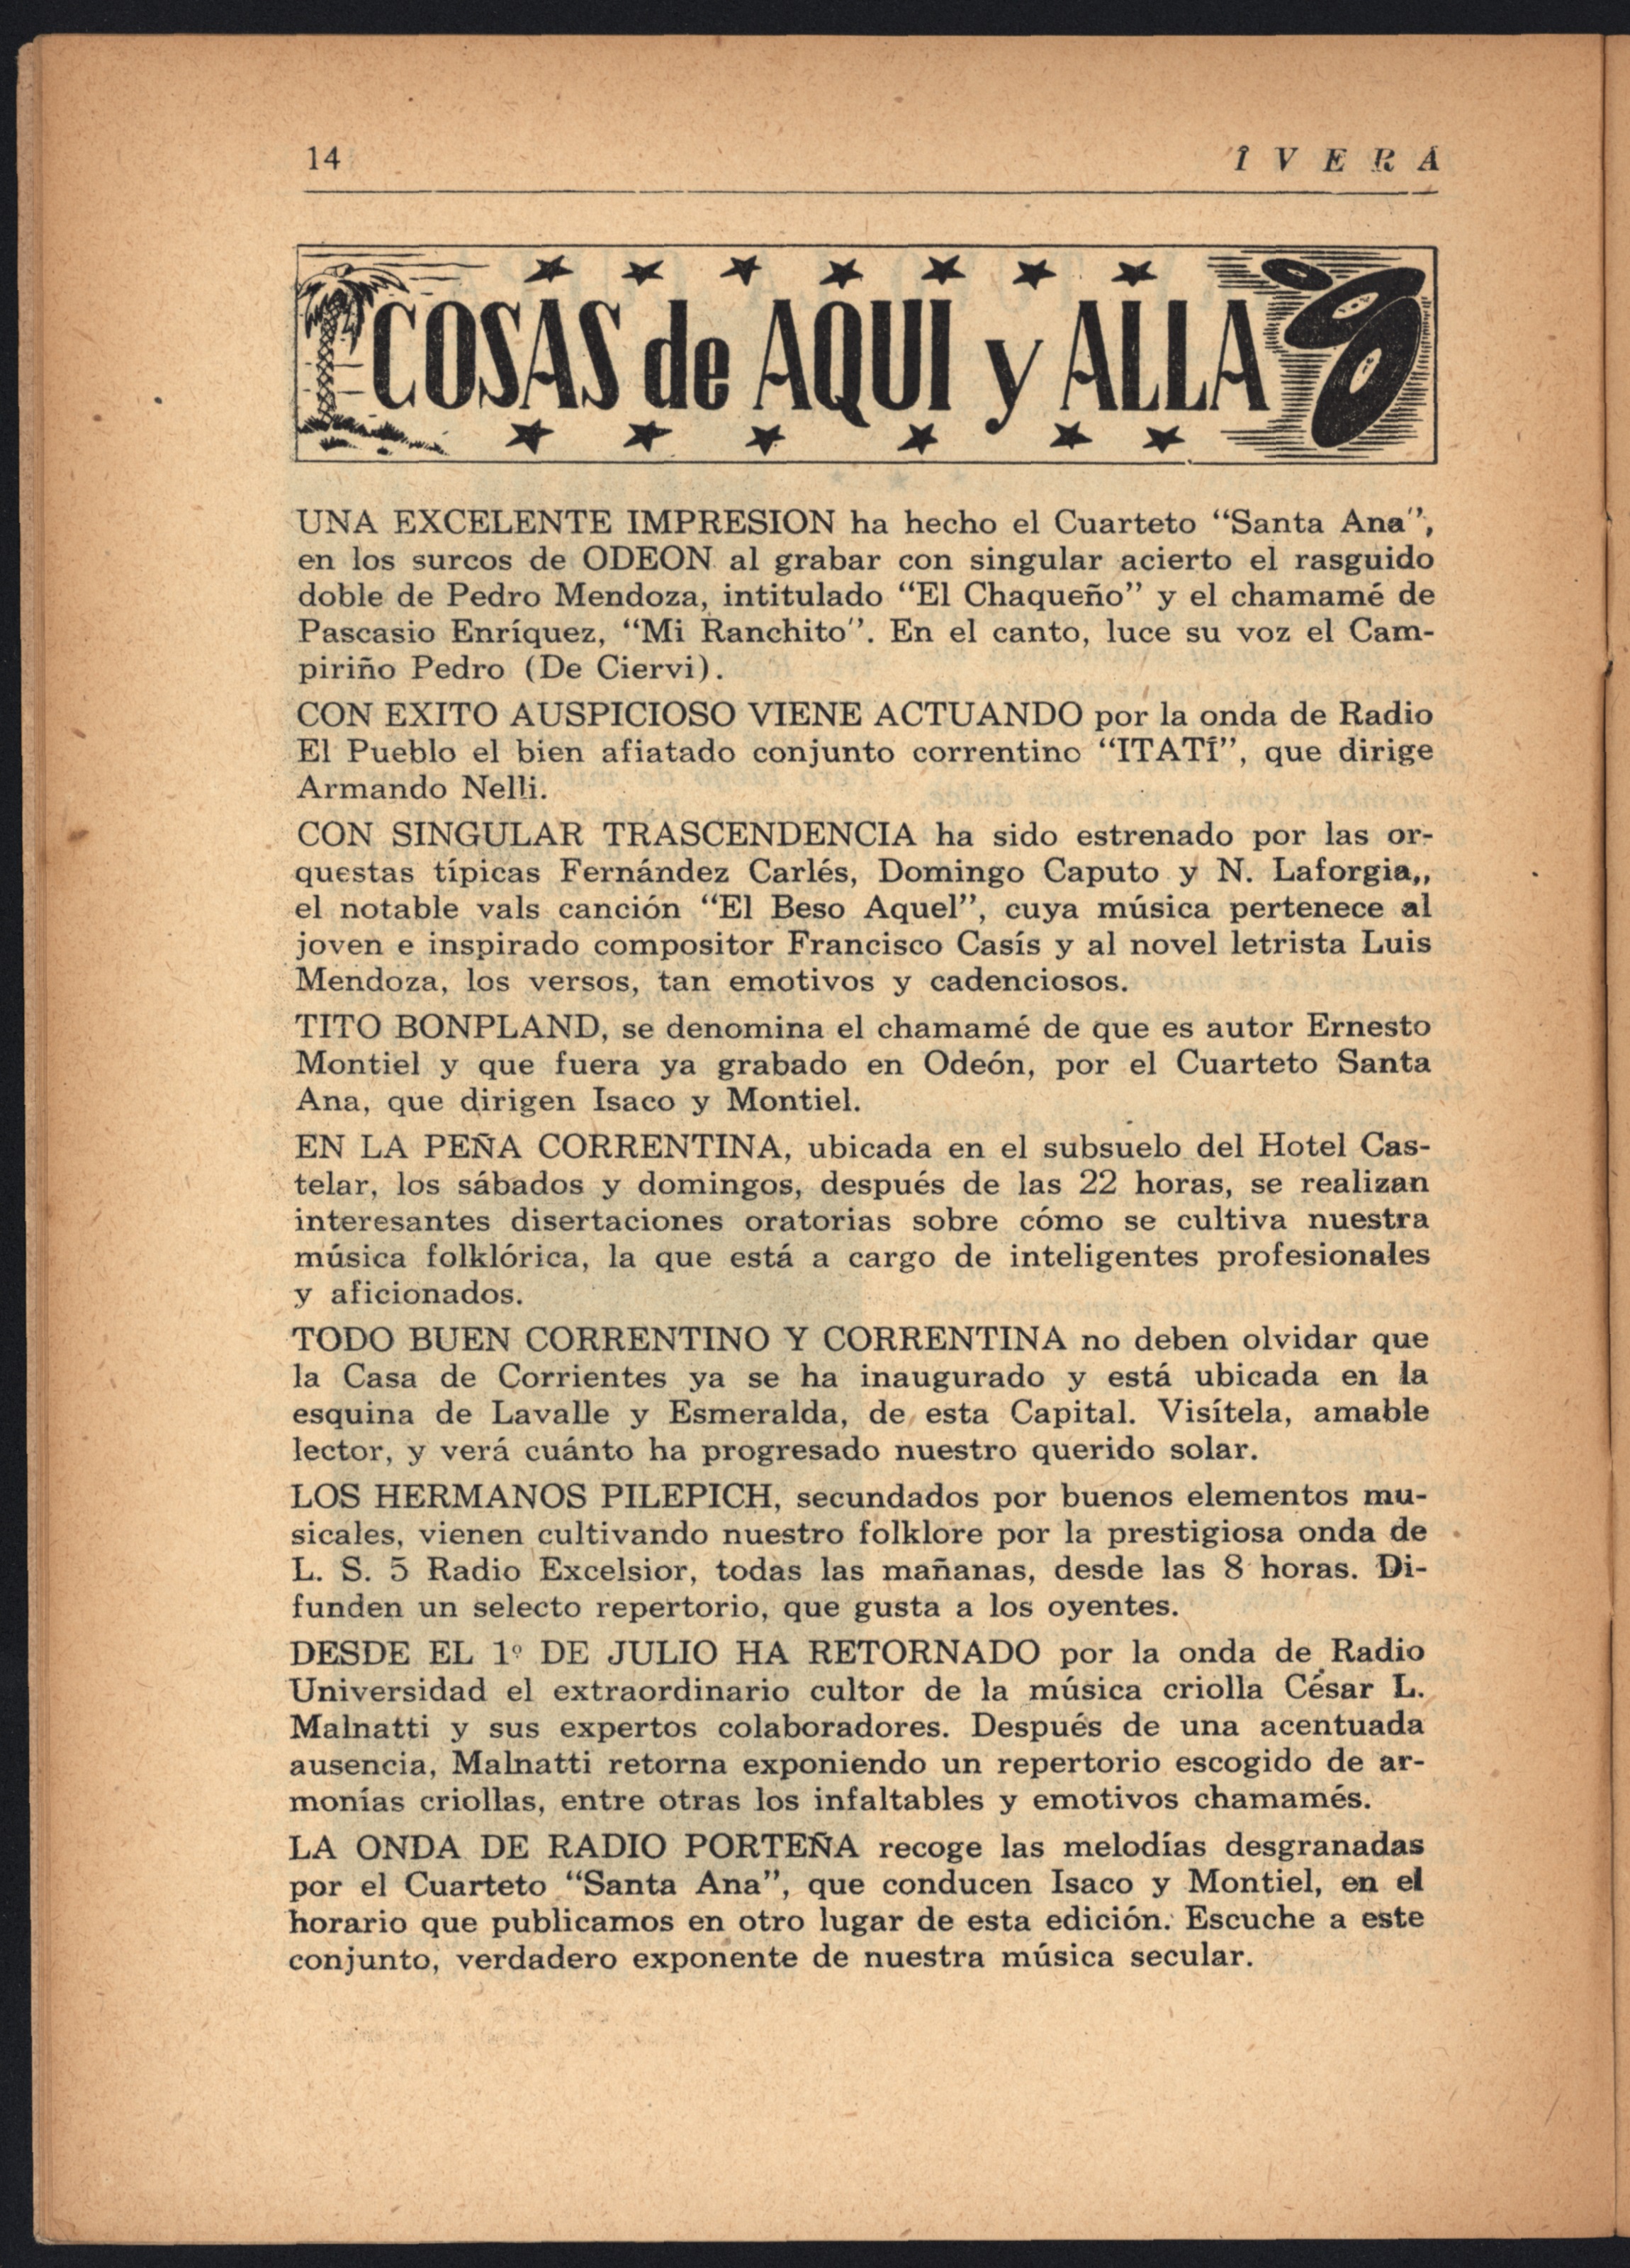 14
Î V E R Á
COSAS de AQUI y ALLA
UNA EXCELENTE IMPRESION ha hecho el Cuarteto “Santa Ana”,
en los surcos de ODEON al grabar con singular acierto el rasguido
doble de Pedro Mendoza, intitulado “El Chaqueño” y el chamamé de
Pascasio Enríquez, “Mi Ranchito”. En el canto, luce su voz el Cam-
piriño Pedro (De Ciervi).
CON EXITO AUSPICIOSO VIENE ACTUANDO por la onda de Radio
El Pueblo el bien afiatado conjunto correntino “ITATÍ”, que dirige
Armando Nelli.
CON SINGULAR TRASCENDENCIA ha sido estrenado por las or-
questas típicas Fernández Carlés, Domingo Caputo y N. Laforgia,,
el notable vals canción “El Beso Aquel”, cuya música pertenece al
joven e inspirado compositor Francisco Casís y al novel letrista Luis
Mendoza, los versos, tan emotivos y cadenciosos.
TITO BONPLAND, se denomina el chamamé de que es autor Ernesto
Montiel y que fuera ya grabado en Odeón, por el Cuarteto Santa
Ana, que dirigen Isaco y Montiel.
EN LA PEÑA CORRENTINA, ubicada en el subsuelo del Hotel Cas-
telar, los sábados y domingos, después de las 22 horas, se realizan
interesantes disertaciones oratorias sobre cómo se cultiva nuestra
música folklórica, la que está a cargo de inteligentes profesionales
y aficionados.
TODO BUEN CORRENTINO Y CORRENTINA no deben olvidar que
la Casa de Corrientes ya se ha inaugurado y está ubicada en la
esquina de Lavalle y Esmeralda, de esta Capital. Visítela, amable
lector, y verá cuánto ha progresado nuestro querido solar.
LOS HERMANOS PILEPICH, secundados por buenos elementos mu-
sicales, vienen cultivando nuestro folklore por la prestigiosa onda de
L. S. 5 Radio Excelsior, todas las mañanas, desde las 8 horas. Di-
funden un selecto repertorio, que gusta a los oyentes.
DESDE EL 1º DE JULIO HA RETORNADO por la onda de Radio
Universidad el extraordinario cultor de la música criolla César L.
Malnatti y sus expertos colaboradores. Después de una acentuada
ausencia, Malnatti retorna exponiendo un repertorio escogido de ar-
monías criollas, entre otras los infaltables y emotivos chamamés.
LA ONDA DE RADIO PORTEÑA recoge las melodías desgranadas
por el Cuarteto “Santa Ana”, que conducen Isaco y Montiel, en el
horario que publicamos en otro lugar de esta edición. Escuche a este
conjunto, verdadero exponente de nuestra música secular.